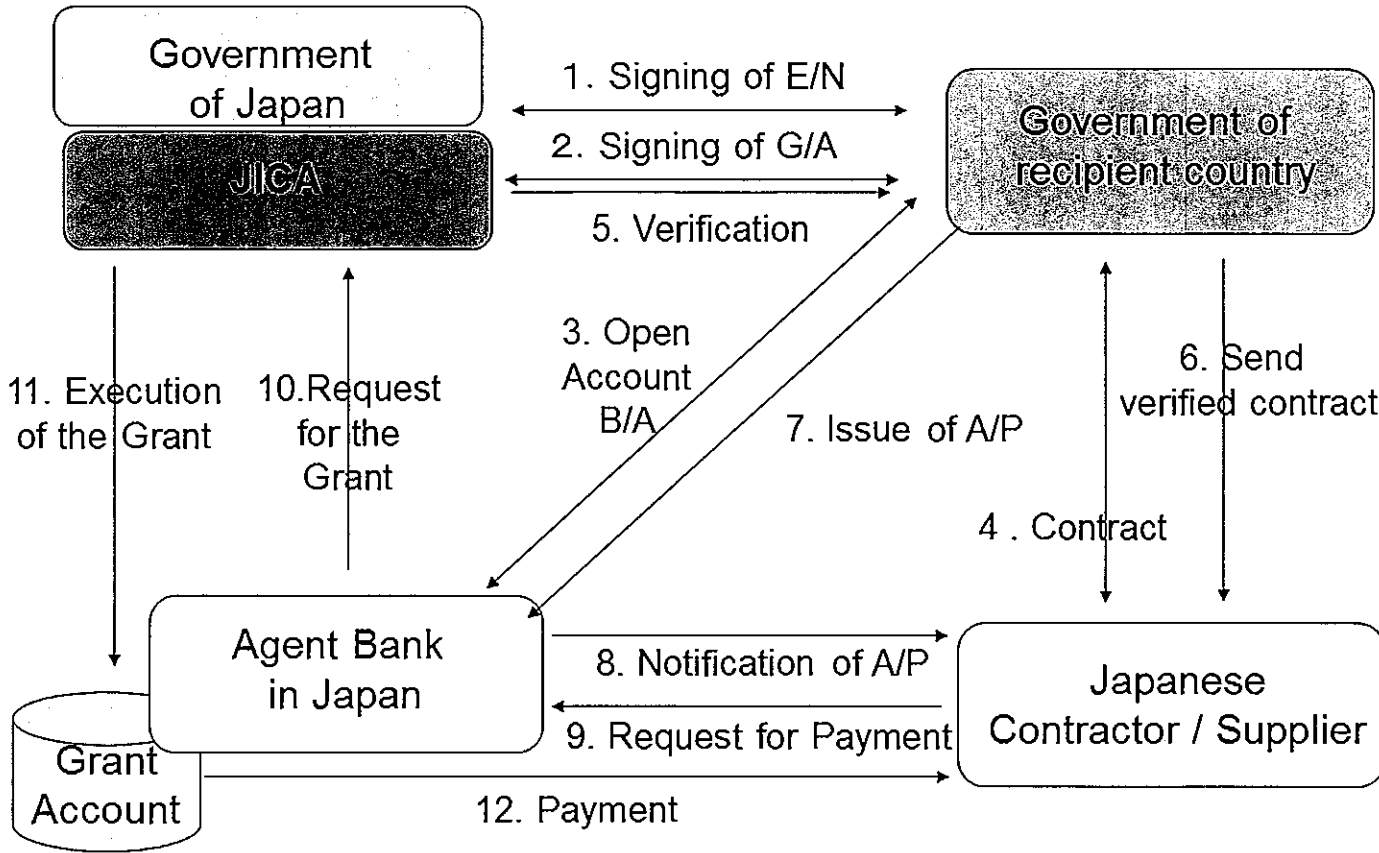 Government
of Japan
JICA
1. Signing of E/N
2. Signing of G/A
5. Verification
Government of
recipient country
3. Open
Account
B/A
7. Issue of A/P
6. Send
verified contract
4 . Contract
11. Execution
of the Grant
10.Request
for the
Grant
Agent Bank
in Japan
8. Notification of A/P
9. Request for Payment
Japanese
Contractor / Supplier
Grant
Account
12. Payment